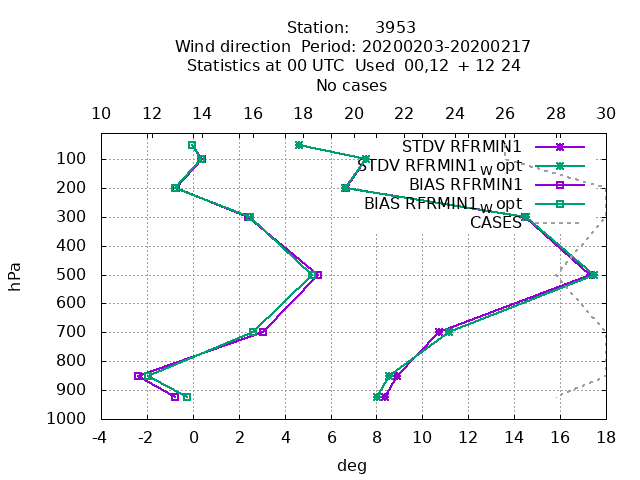 Station: 3953
Wind direction Period: 20200203-20200217
Statistics at 00 UTC Used 00,12 + 12 24
No cases
10 12 14 16 18 20 22 24 26 28 30
STDV RFRMIN1
STDV RFRMIN1w opt
BIAS RFRMIN1
BIAS RFRMIN1w opt
CASES
100
200
300
400
500
600
700
800
900
1000
hPa
-4 -2 0 2 4 6 8 10 12 14 16 18
deg